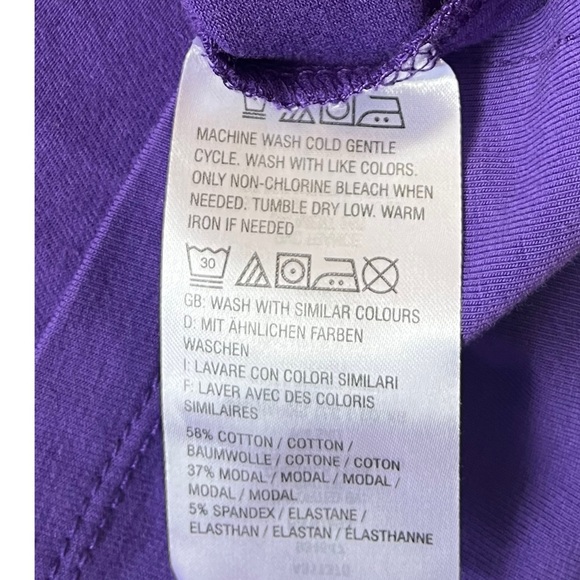 MACHINE WASH COLD GENTLE
CYCLE. WASH WITH LIKE COLORS.
ONLY NON-CHLORINE BLEACH WHEN
NEEDED. TUMBLE DRY LOW. WARM
IRON IF NEEDED
30
GB: WASH WITH SIMILAR COLOURS
D: MIT ÄHNLICHEN FARBEN
WASCHEN
I: LAVARE CON COLORI SIMILARI
F: LAVER AVEC DES COLORIS
SIMILAIRES
58% COTTON / COTTON /
BAUMWOLLE / COTONE / COTON
37% MODAL / MODAL / MODAL /
MODAL / MODAL
5% SPANDEX / ELASTANE /
ELASTHAN / ELASTAN / ÉLASTHANNE